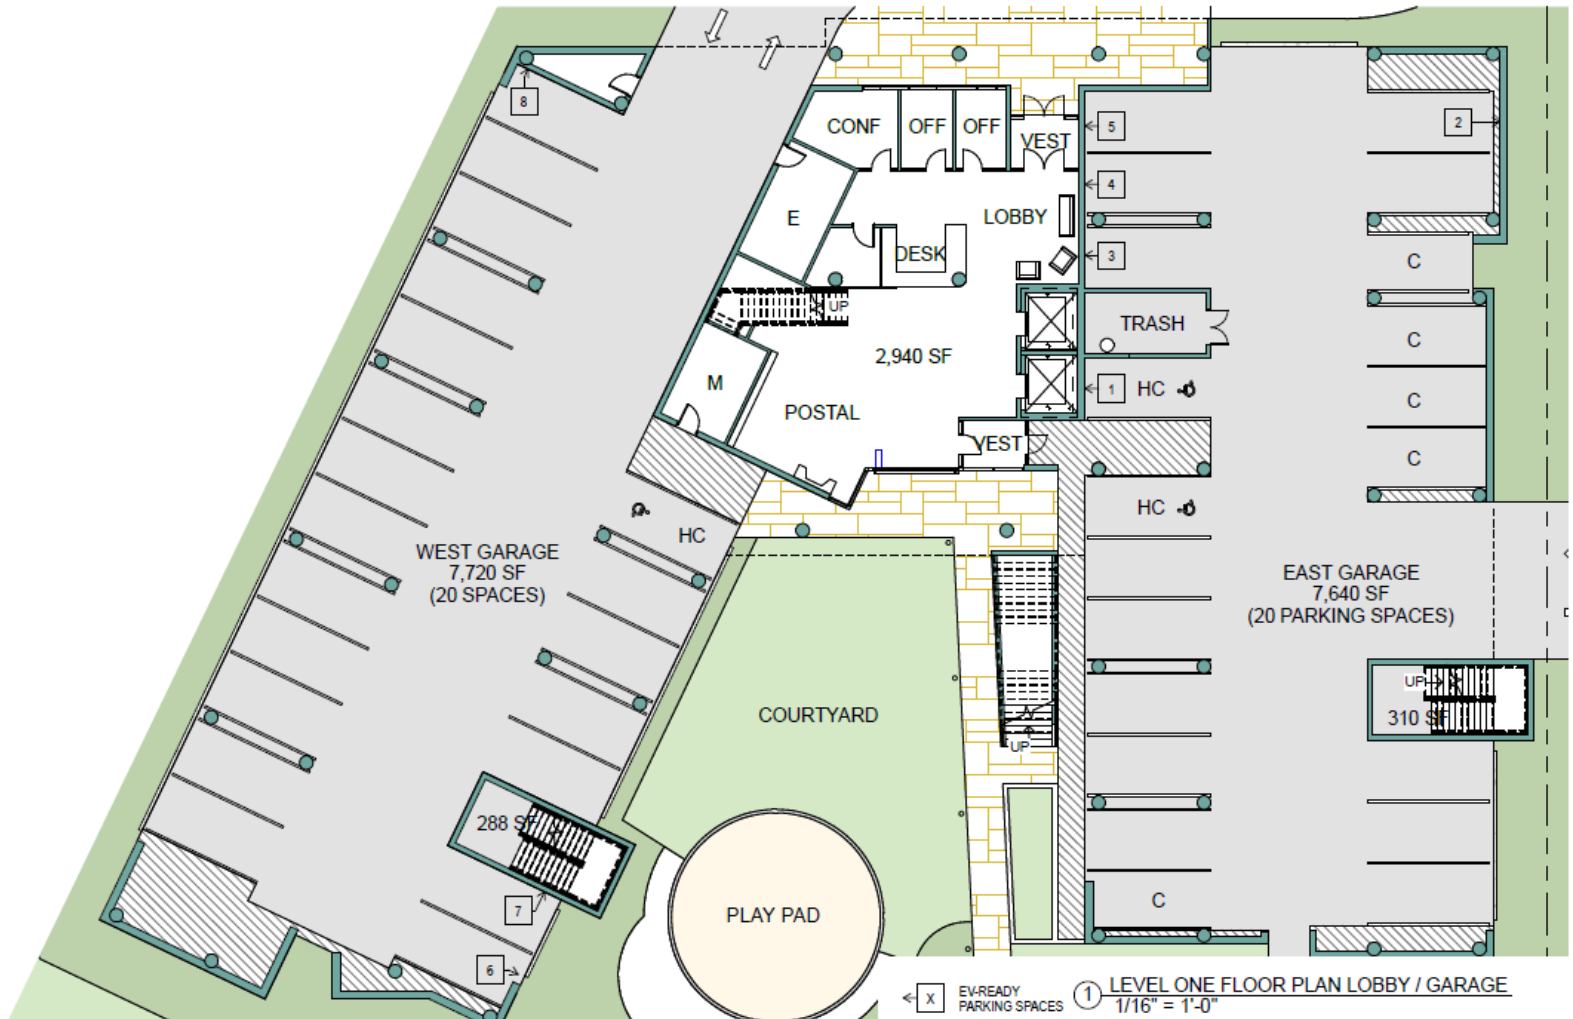 8
CONF
OFF
OFF
VEST
5
2
4
E
LOBBY
DESK
3
C
UP
TRASH
2,940 SF
C
M
1
HC
C
POSTAL
VEST
C
HC
HC
WEST GARAGE
7,720 SF
(20 SPACES)
EAST GARAGE
7,640 SF
(20 PARKING SPACES)
UP
310 SF
COURTYARD
UP
288 SF
C
7
PLAY PAD
6
X
EV-READY
PARKING SPACES
1
LEVEL ONE FLOOR PLAN LOBBY / GARAGE
1/16" = 1'-0"